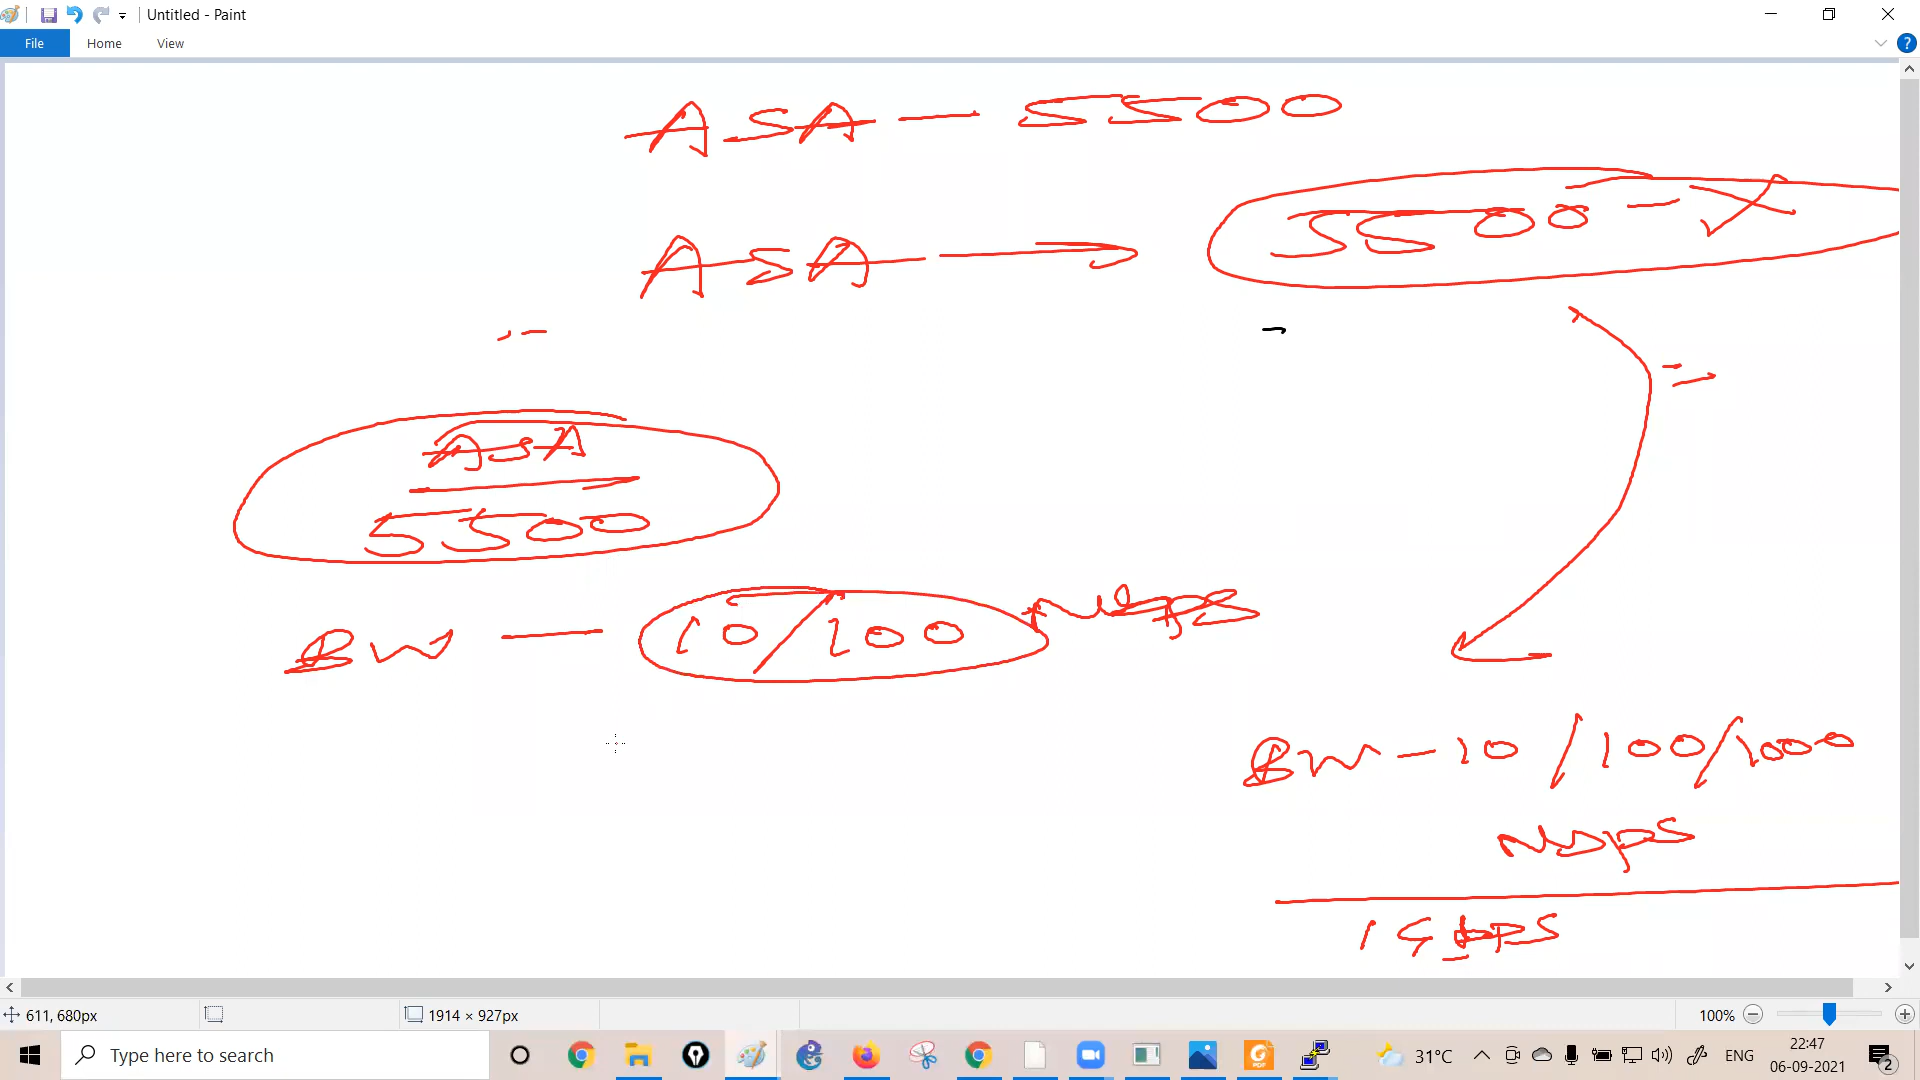 Untitled - Paint
File Home View
ASA - 5500
ASA → 5500 - X
ASA
5500
BW - 10/100 Mbps
BW - 10/100/1000
Mbps
1 Gbps
611, 680px
1914 × 927px
100%
Type here to search
31°C
ENG
22:47
06-09-2021
2